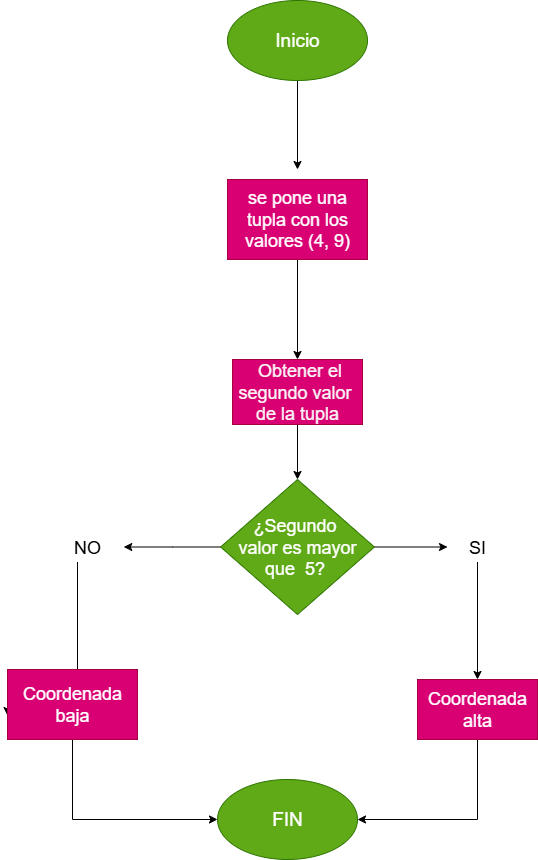 Inicio
se pone una
tupla con los
valores (4, 9)
Obtener el
segundo valor
de la tupla
¿Segundo
valor es mayor
que 5?
NO
SI
Coordenada
baja
Coordenada
alta
FIN